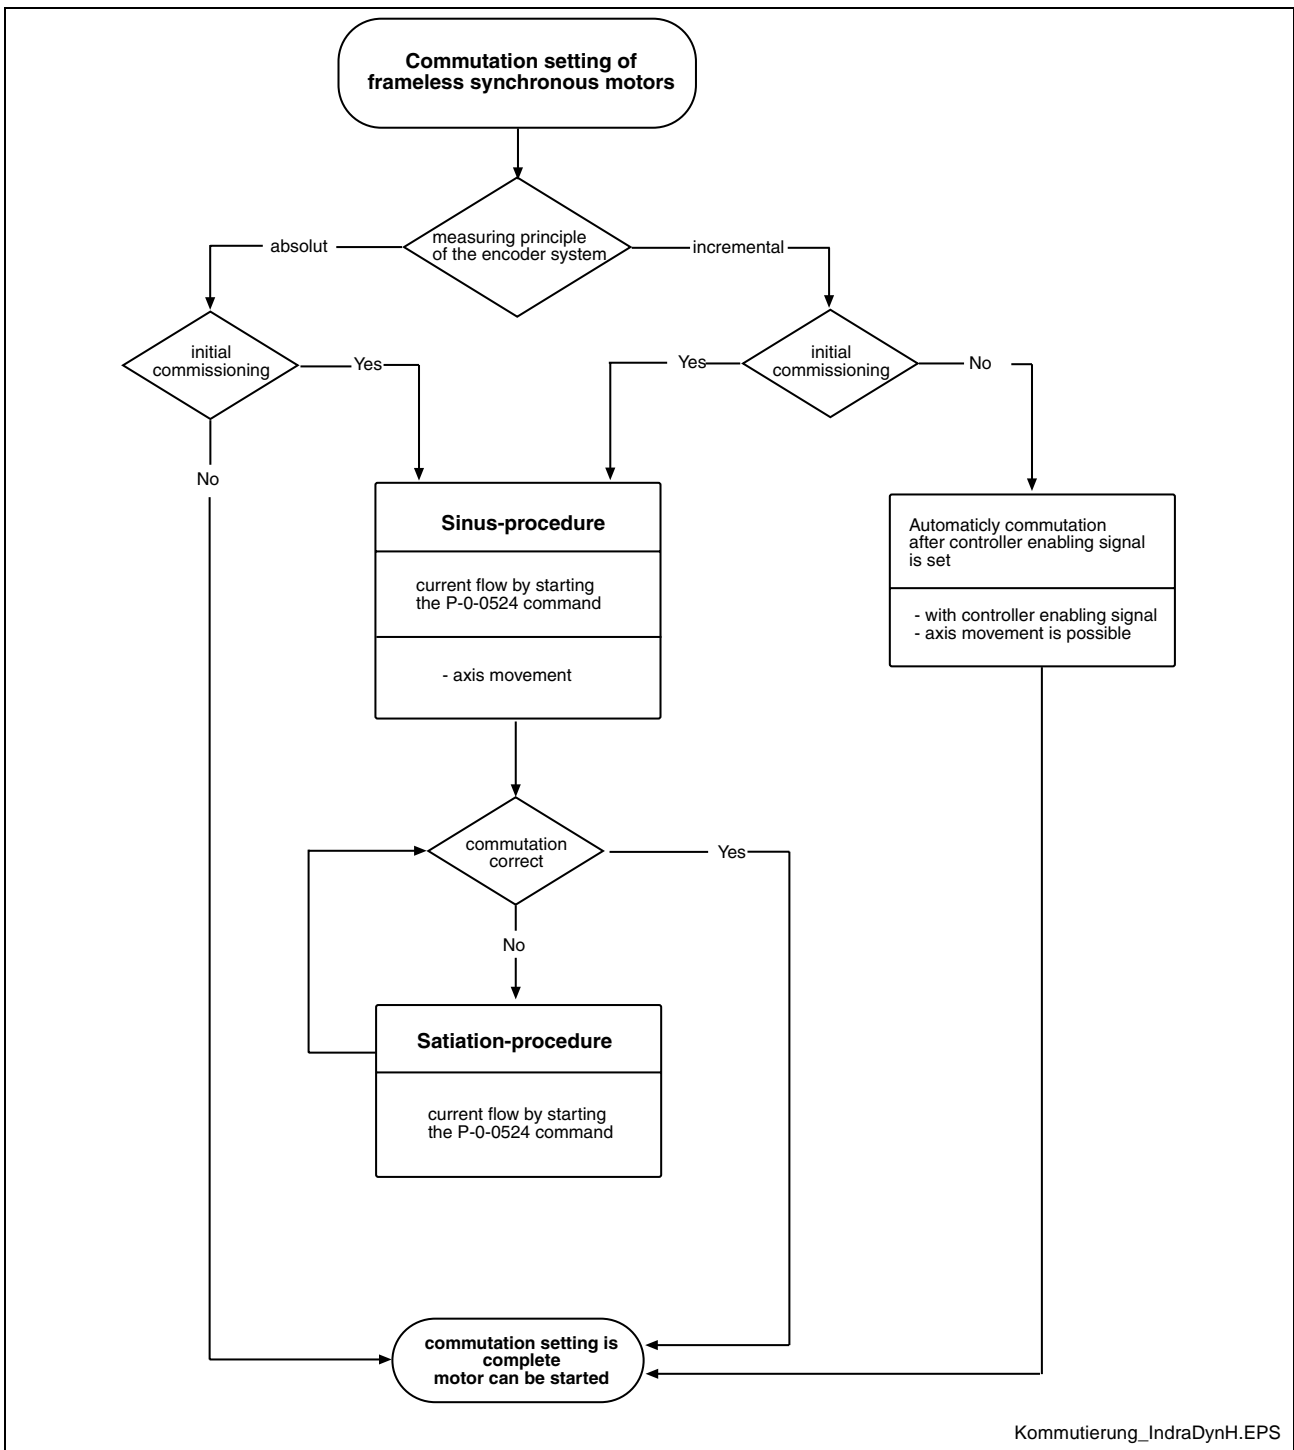 Commutation setting of
frameless synchronous motors
measuring principle
of the encoder system
absolut
incremental
initial
commissioning
Yes
Yes
initial
commissioning
No
No
Sinus-procedure
current flow by starting
the P-0-0524 command
- axis movement
Automaticly commutation
after controller enabling signal
is set
- with controller enabling signal
- axis movement is possible
commutation
correct
Yes
No
Satiation-procedure
current flow by starting
the P-0-0524 command
commutation setting is
complete
motor can be started
Kommutierung_IndraDynH.EPS